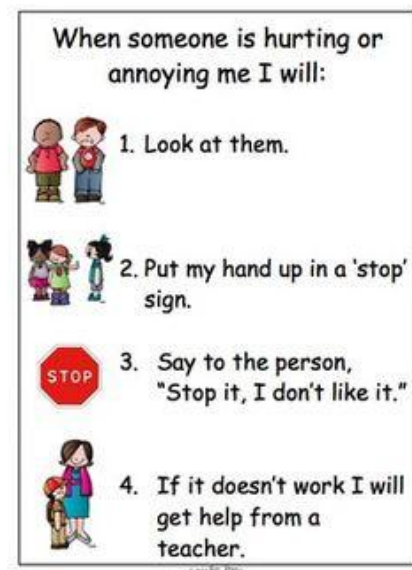 When someone is hurting or
annoying me I will:
1. Look at them.
2. Put my hand up in a 'stop'
sign.
STOP
3. Say to the person,
"Stop it, I don't like it."
4. If it doesn't work I will
get help from a
teacher.